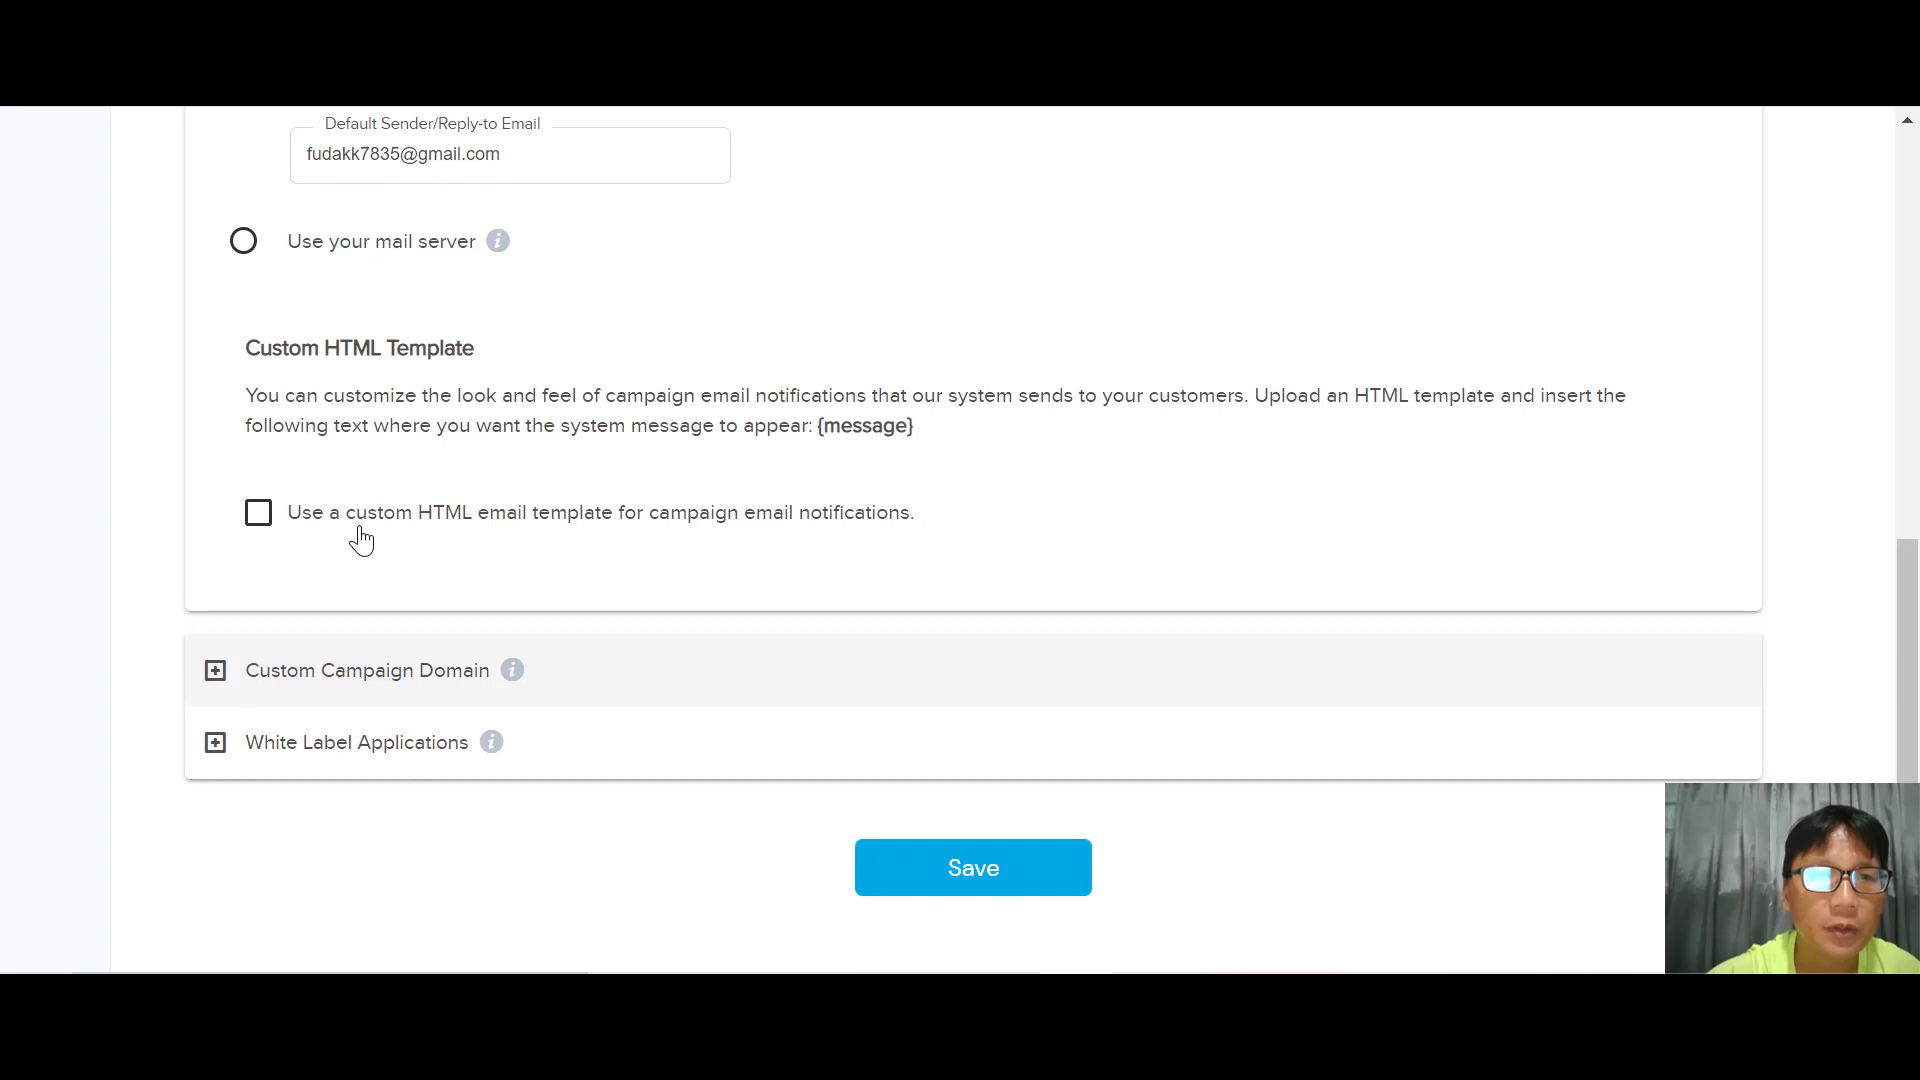 Default Sender/Reply-to Email
fudakk7835@gmail.com
Use your mail server
Custom HTML Template
You can customize the look and feel of campaign email notifications that our system sends to your customers. Upload an HTML template and insert the
following text where you want the system message to appear: {message}
Use a custom HTML email template for campaign email notifications.
Custom Campaign Domain
White Label Applications
Save